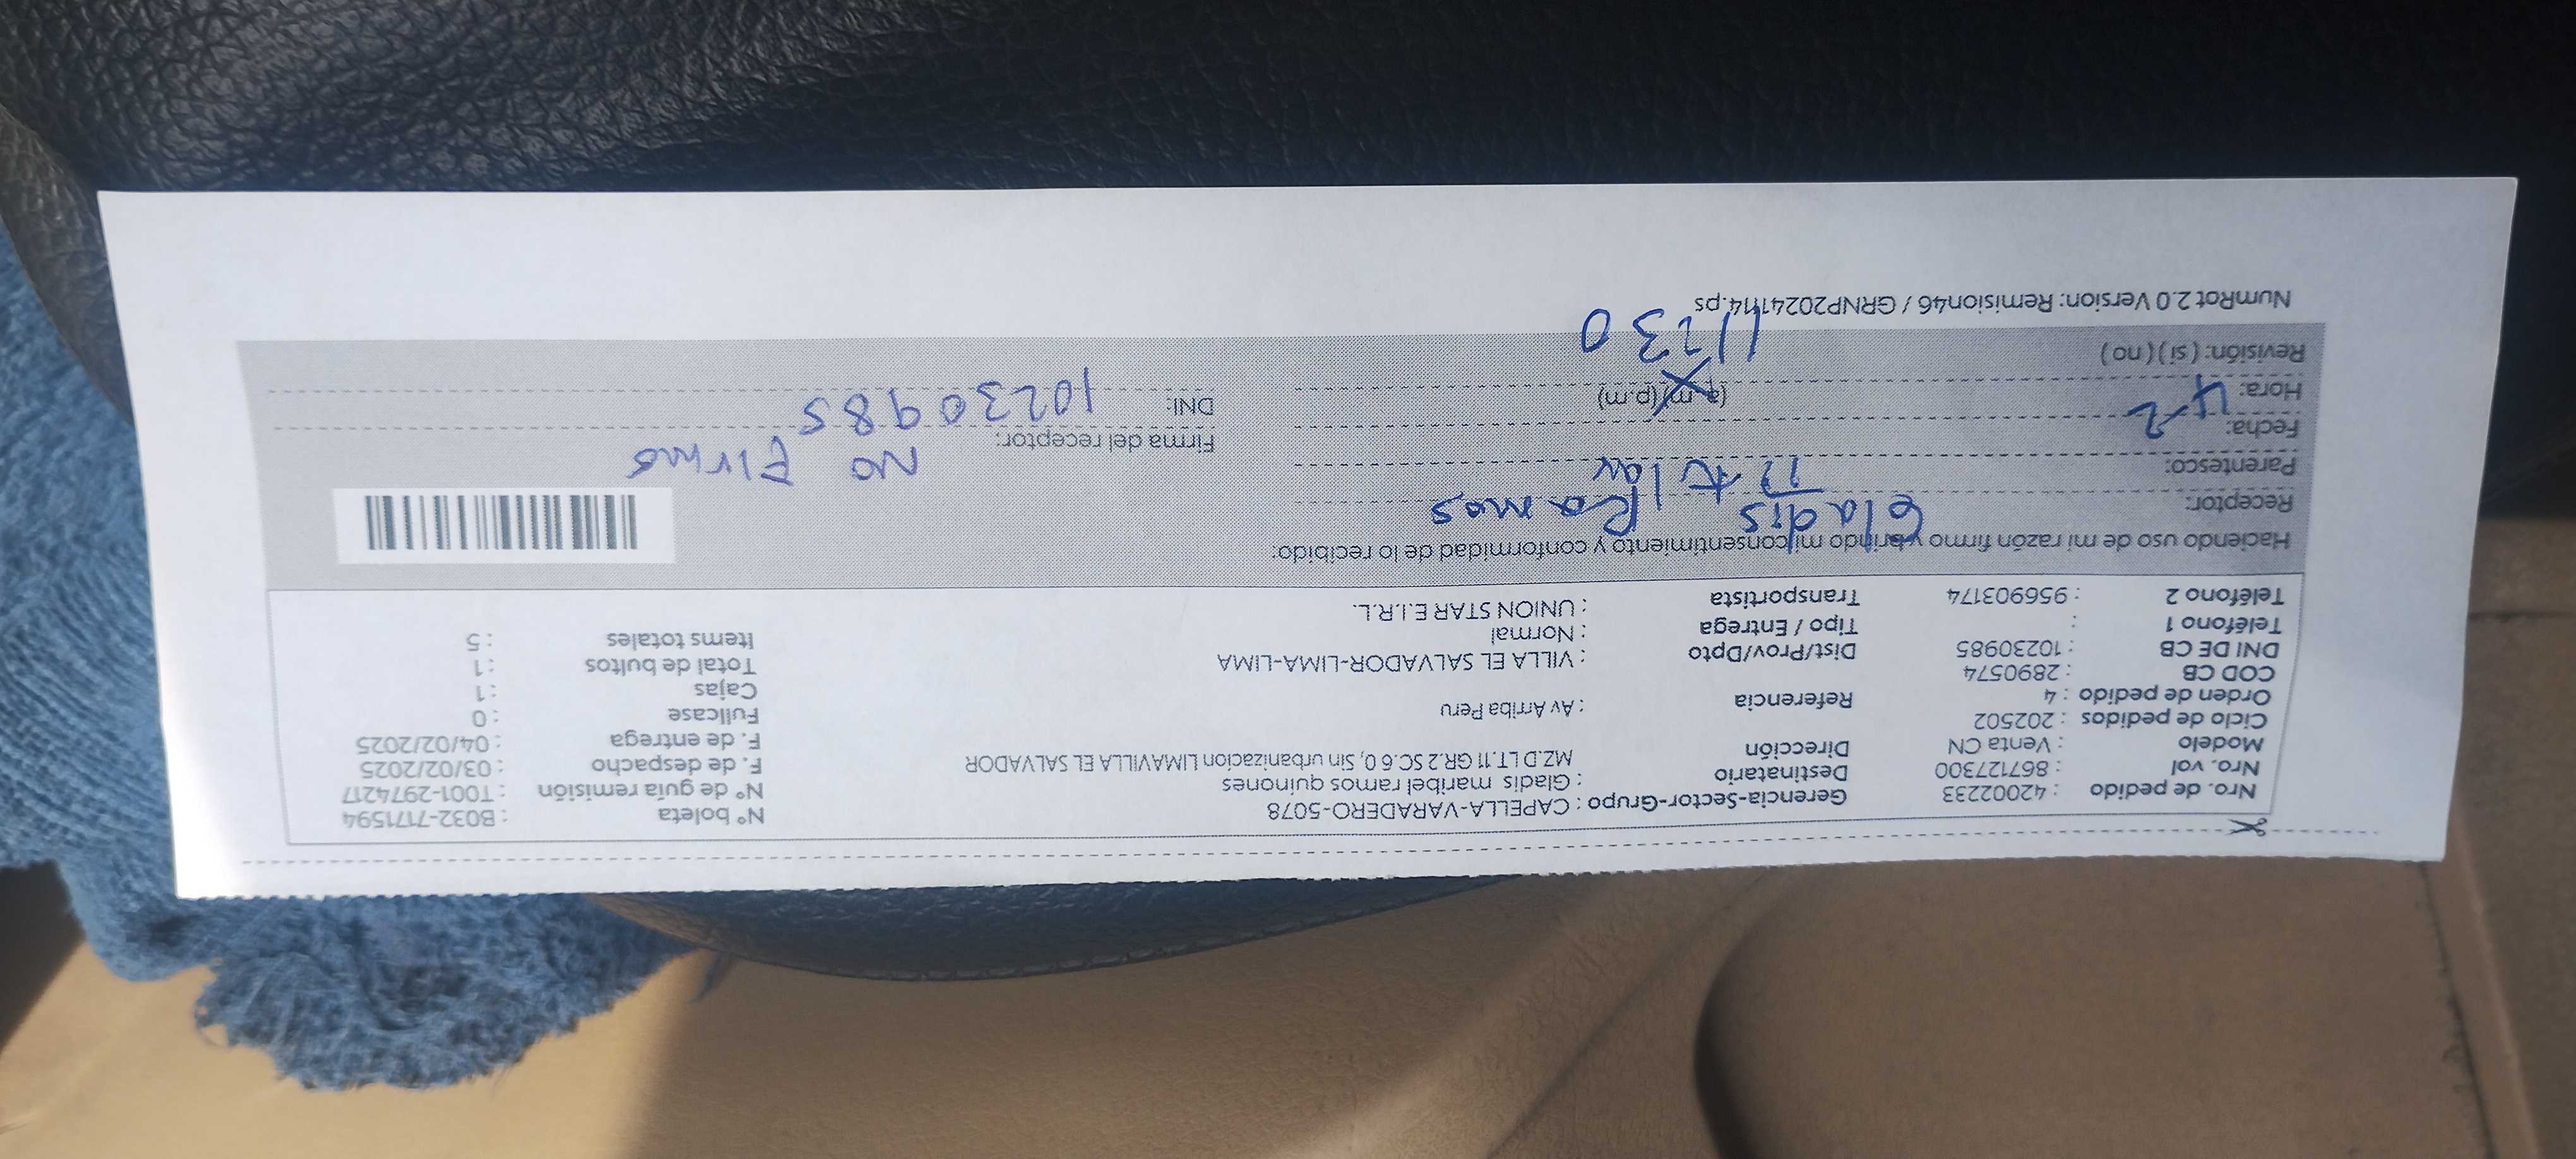 Nro. de pedido : 42002233 Gerencia-Sector-Grupo : CAPELLA-VARADERO-5078 N° boleta : B032-7171594
Nro. vol : 867127300 Destinatario : Gladis maribel ramos quinones N° de guía remisión : T001-2974217
Modelo : Venta CN Dirección MZ.D LT.11 GR.2 SC.6 0, Sin urbanizacion LIMAVILLA EL SALVADOR F. de despacho : 03/02/2025
Ciclo de pedidos : 202502 F. de entrega : 04/02/2025
Orden de pedido : 4 Referencia : Av Arriba Peru Fullcase : 0
COD CB : 2890574 Cajas : 1
DNI DE CB : 10230985 Dist/Prov/Dpto : VILLA EL SALVADOR-LIMA-LIMA Total de bultos : 1
Teléfono 1 : Tipo / Entrega : Normal Items totales : 5
Teléfono 2 : 956903174 Transportista : UNION STAR E.I.R.L.
Haciendo uso de mi razón firmo y brindo mi consentimiento y conformidad de lo recibido:
Receptor: Gladis Ramos
Parentesco: Titular
Firma del receptor: NO Firmo
Fecha: 4-2
DNI: 10230985
Hora: (a.m) (p.m) 1230
Revisión: ( si ) ( no )
NumRot 2.0 Version: Remision46 / GRNP20241114.ps